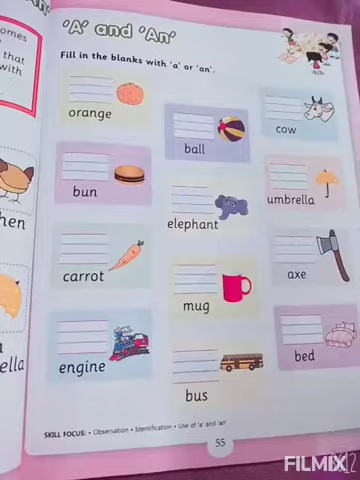 omes
that
with
hen
ella
'A' and 'An'
Fill in the blanks with 'a' or 'an'.
orange
ball
cow
bun
elephant
umbrella
carrot
mug
axe
engine
bus
bed
SKILL FOCUS: • Observation • Identification • Use of 'a' and 'an'
55
FILMIX